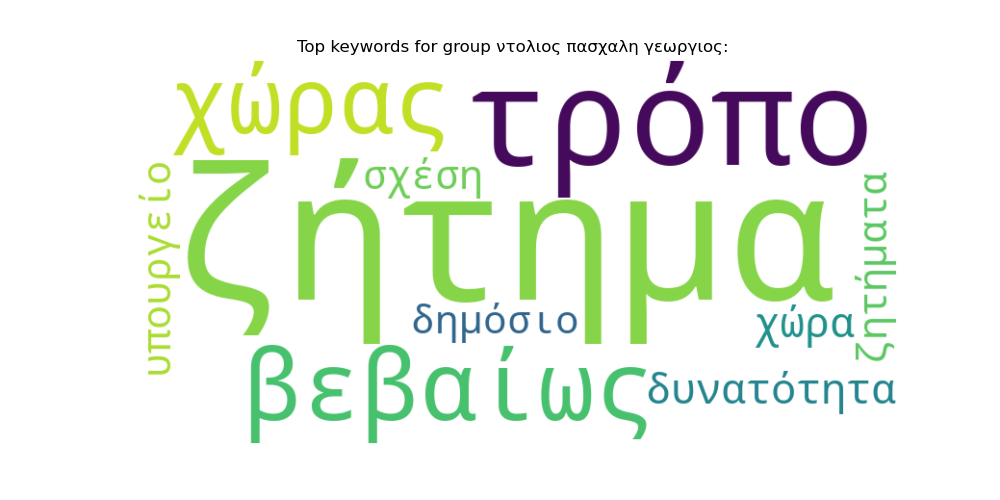 Top keywords for group ντολιος πασχαλη γεωργιος:
χώρας
τρόπο
υπουργείο
σχέση
ζήτημα
ζητήματα
δημόσιο
χώρα
βεβαίως
δυνατότητα